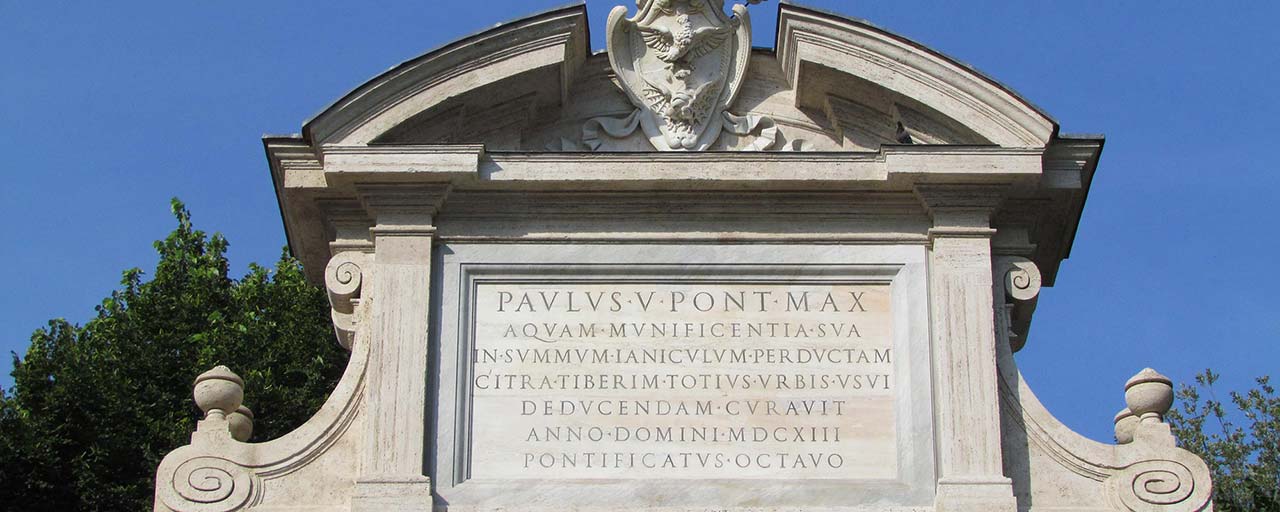 PAVLVS·V·PONT·MAX
AQVAM·MVNIFICENTIA·SVA
IN·SVMMVM·IANICVLVM·PERDVCTAM
CITRA·TIBERIM·TOTIVS·VRBIS·VSVI
DEDVCENDAM·CVRAVIT
ANNO·DOMINI·MDCXIII
PONTIFICATVS·OCTAVO